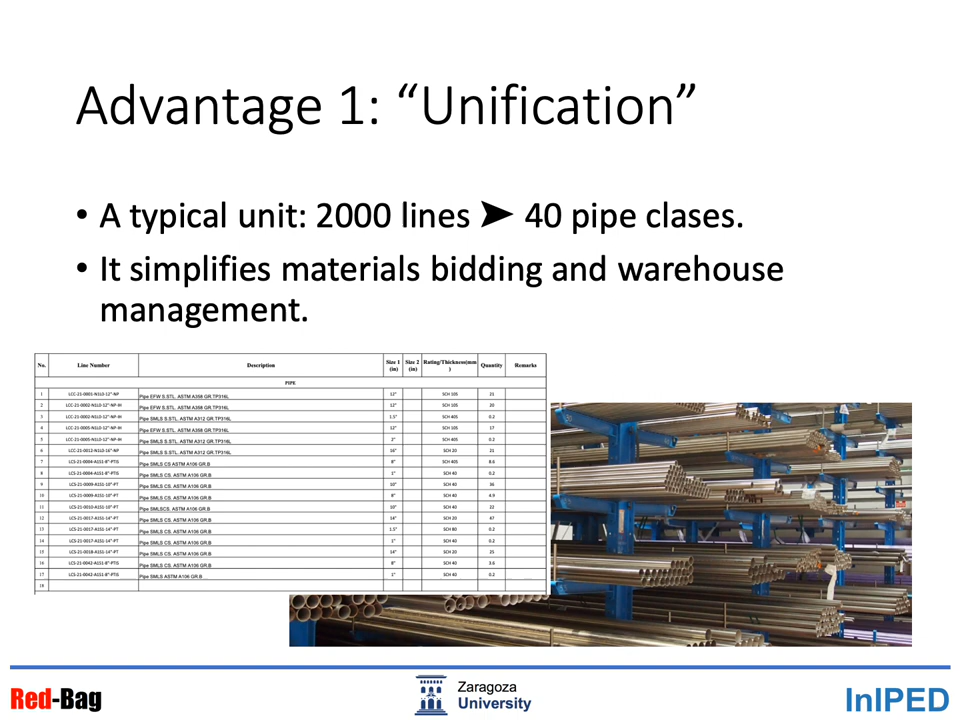 Advantage 1: “Unification”
• A typical unit: 2000 lines ➤ 40 pipe clases.
• It simplifies materials bidding and warehouse
management.
No. Line Number Description Size 1 (in) Size 2 (in) Rating/Thickness(mm) Quantity Remarks
PIPE
1 LCC-21-0001-N1L0-12"-NP Pipe EFW S.STL. ASTM A358 GR.TP316L 12" SCH 10S 21
2 LCC-21-0002-N1L0-12"-NP-IH Pipe EFW S.STL. ASTM A358 GR.TP316L 12" SCH 10S 20
3 LCC-21-0002-N1L0-12"-NP-IH Pipe SMLS S.STL. ASTM A312 GR.TP316L 1.5" SCH 40S 0.2
4 LCC-21-0005-N1L0-12"-NP-IH Pipe EFW S.STL. ASTM A358 GR.TP316L 12" SCH 10S 17
5 LCC-21-0005-N1L0-12"-NP-IH Pipe SMLS S.STL. ASTM A312 GR.TP316L 2" SCH 40S 0.2
6 LCC-21-0012-N1L0-16"-NP Pipe SMLS S.STL. ASTM A312 GR.TP316L 16" SCH 20 21
7 LCS-21-0004-A1S1-8"-PTIS Pipe SMLS CS ASTM A106 GR.B 8" SCH 40S 8.6
8 LCS-21-0004-A1S1-8"-PTIS Pipe SMLS CS. ASTM A106 GR.B 1" SCH 40 0.2
9 LCS-21-0009-A1S1-10"-PT Pipe SMLS CS. ASTM A106 GR.B 10" SCH 40 36
10 LCS-21-0009-A1S1-10"-PT Pipe SMLS CS. ASTM A106 GR.B 8" SCH 40 4.9
11 LCS-21-0010-A1S1-10"-PT Pipe SMLSCS. ASTM A106 GR.B 10" SCH 40 22
12 LCS-21-0017-A1S1-14"-PT Pipe SMLS CS. ASTM A106 GR.B 14" SCH 20 47
13 LCS-21-0017-A1S1-14"-PT Pipe SMLS CS. ASTM A106 GR.B 1.5" SCH 80 0.2
14 LCS-21-0017-A1S1-14"-PT Pipe SMLS CS. ASTM A106 GR.B 1" SCH 40 0.2
15 LCS-21-0018-A1S1-14"-PT Pipe SMLS CS. ASTM A106 GR.B 14" SCH 20 25
16 LCS-21-0042-A1S1-8"-PTIS Pipe SMLS CS. ASTM A106 GR.B 8" SCH 40 3.6
17 LCS-21-0042-A1S1-8"-PTIS Pipe SMLS ASTM A106 GR.B 1" SCH 40 0.2
18
Red-Bag
Zaragoza
University
InIPED